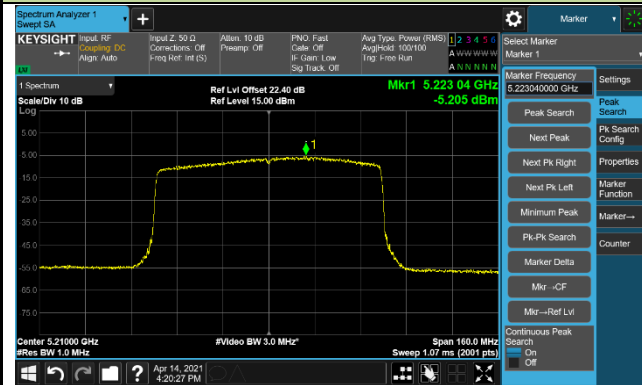 Spectrum Analyzer 1
Swept SA
+
Marker
KEYSIGHT
Input: RF
Coupling: DC
Align: Auto
Input Z: 50 Ω
Corrections: Off
Freq Ref: Int (S)
Atten: 10 dB
Preamp: Off
PNO: Fast
Gate: Off
IF Gain: Low
Sig Track: Off
Avg Type: Power (RMS)
Avg|Hold: 100/100
Trig: Free Run
1 2 3 4 5 6
A W W W W W
A N N N N N
LXI
Select Marker
Marker 1
1 Spectrum
Scale/Div 10 dB
Log
Ref Lvl Offset 22.40 dB
Ref Level 15.00 dBm
Mkr1 5.223 04 GHz
-5.205 dBm
5.00
-5.00
-15.0
-25.0
-35.0
-45.0
-55.0
-65.0
-75.0
1
Marker Frequency
5.223040000 GHz
Peak Search
Next Peak
Next Pk Right
Next Pk Left
Minimum Peak
Pk-Pk Search
Marker Delta
Mkr→CF
Mkr→Ref Lvl
Continuous Peak
Search
On
Off
Settings
Peak
Search
Pk Search
Config
Properties
Marker
Function
Marker→
Counter
Center 5.21000 GHz
#Res BW 1.0 MHz
#Video BW 3.0 MHz*
Span 160.0 MHz
Sweep 1.07 ms (2001 pts)
?
Apr 14, 2021
4:20:27 PM